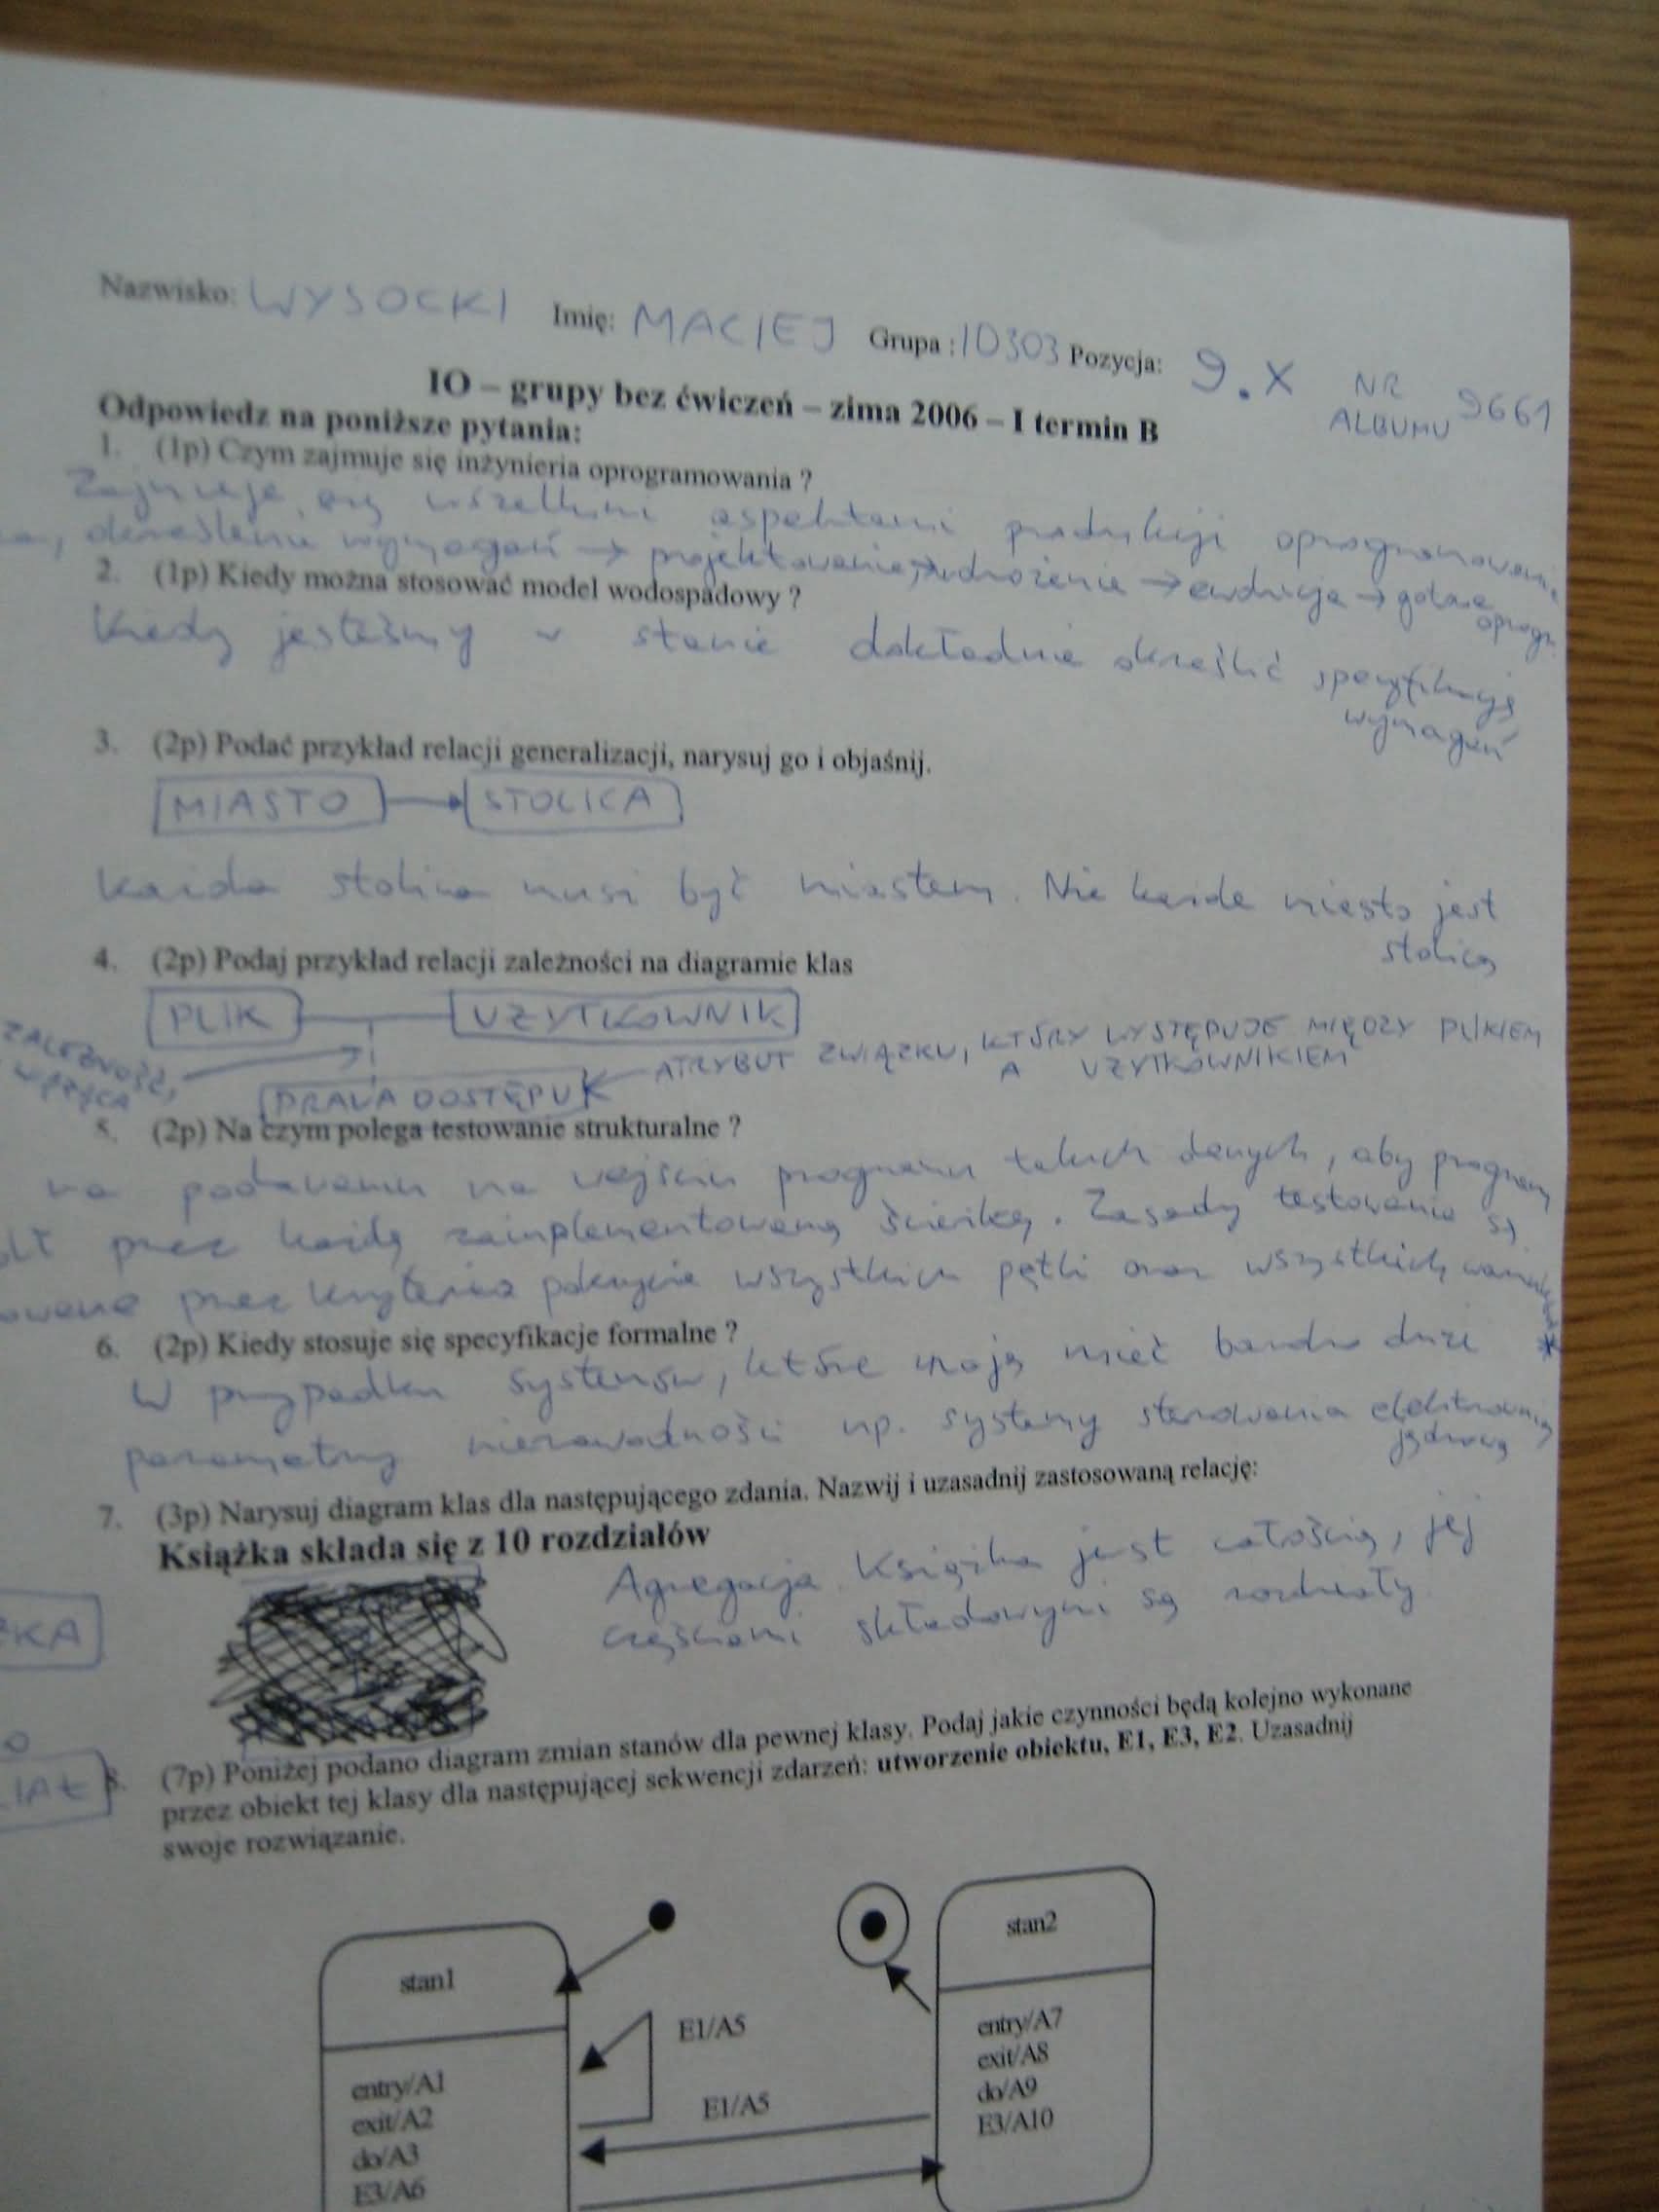 Nazwisko: WYSOCKI Imię: MACIEJ Grupa: ID303 Pozycja: 9.X NR ALBUMU 9661
IO – grupy bez ćwiczeń – zima 2006 – I termin B
Odpowiedz na poniższe pytania:
1. (1p) Czym zajmuje się inżynieria oprogramowania ?
Zajmuje się wszelkimi aspektami produkcji oprogramowania,
określenie wymagań → projektowanie → wdrożenie → ewolucja → gotowe oprogr.
2. (1p) Kiedy można stosować model wodospadowy ?
Kiedy jesteśmy w stanie dokładnie określić specyfikację
wymagań
3. (2p) Podać przykład relacji generalizacji, narysuj go i objaśnij.
MIASTO STOLICA
Każda stolica musi być miastem. Nie każde miasto jest
stolicą
4. (2p) Podaj przykład relacji zależności na diagramie klas
PLIK UŻYTKOWNIK
ZALEŻNOŚĆ,
ATRYBUT ZWIĄZKU, KTÓRY WYSTĘPUJE MIĘDZY PLIKIEM
A UŻYTKOWNIKIEM
PRAWA DOSTĘPU
5. (2p) Na czym polega testowanie strukturalne ?
na podawaniu na wejściu programu takich danych, aby program
przez każdą zaimplementowaną ścieżkę. Zasady testowania są
przez kryteria pokrycia wszystkich pętli oraz wszystkich warunków *
6. (2p) Kiedy stosuje się specyfikacje formalne ?
W przypadku systemów, które mają mieć bardzo duże
parametry niezawodności np. systemy sterowania elektrownią
jądrową
7. (3p) Narysuj diagram klas dla następującego zdania. Nazwij i uzasadnij zastosowaną relację:
Książka składa się z 10 rozdziałów
Agregacja. Książka jest całością, jej
częściami składowymi są rozdziały
8. (7p) Poniżej podano diagram zmian stanów dla pewnej klasy. Podaj jakie czynności będą kolejno wykonane
przez obiekt tej klasy dla następującej sekwencji zdarzeń: utworzenie obiektu, E1, E3, E2. Uzasadnij
swoje rozwiązanie.
stan1
entry/A1
exit/A2
do/A3
E3/A6
E1/A5
E1/A5
stan2
entry/A7
exit/A8
do/A9
E3/A10